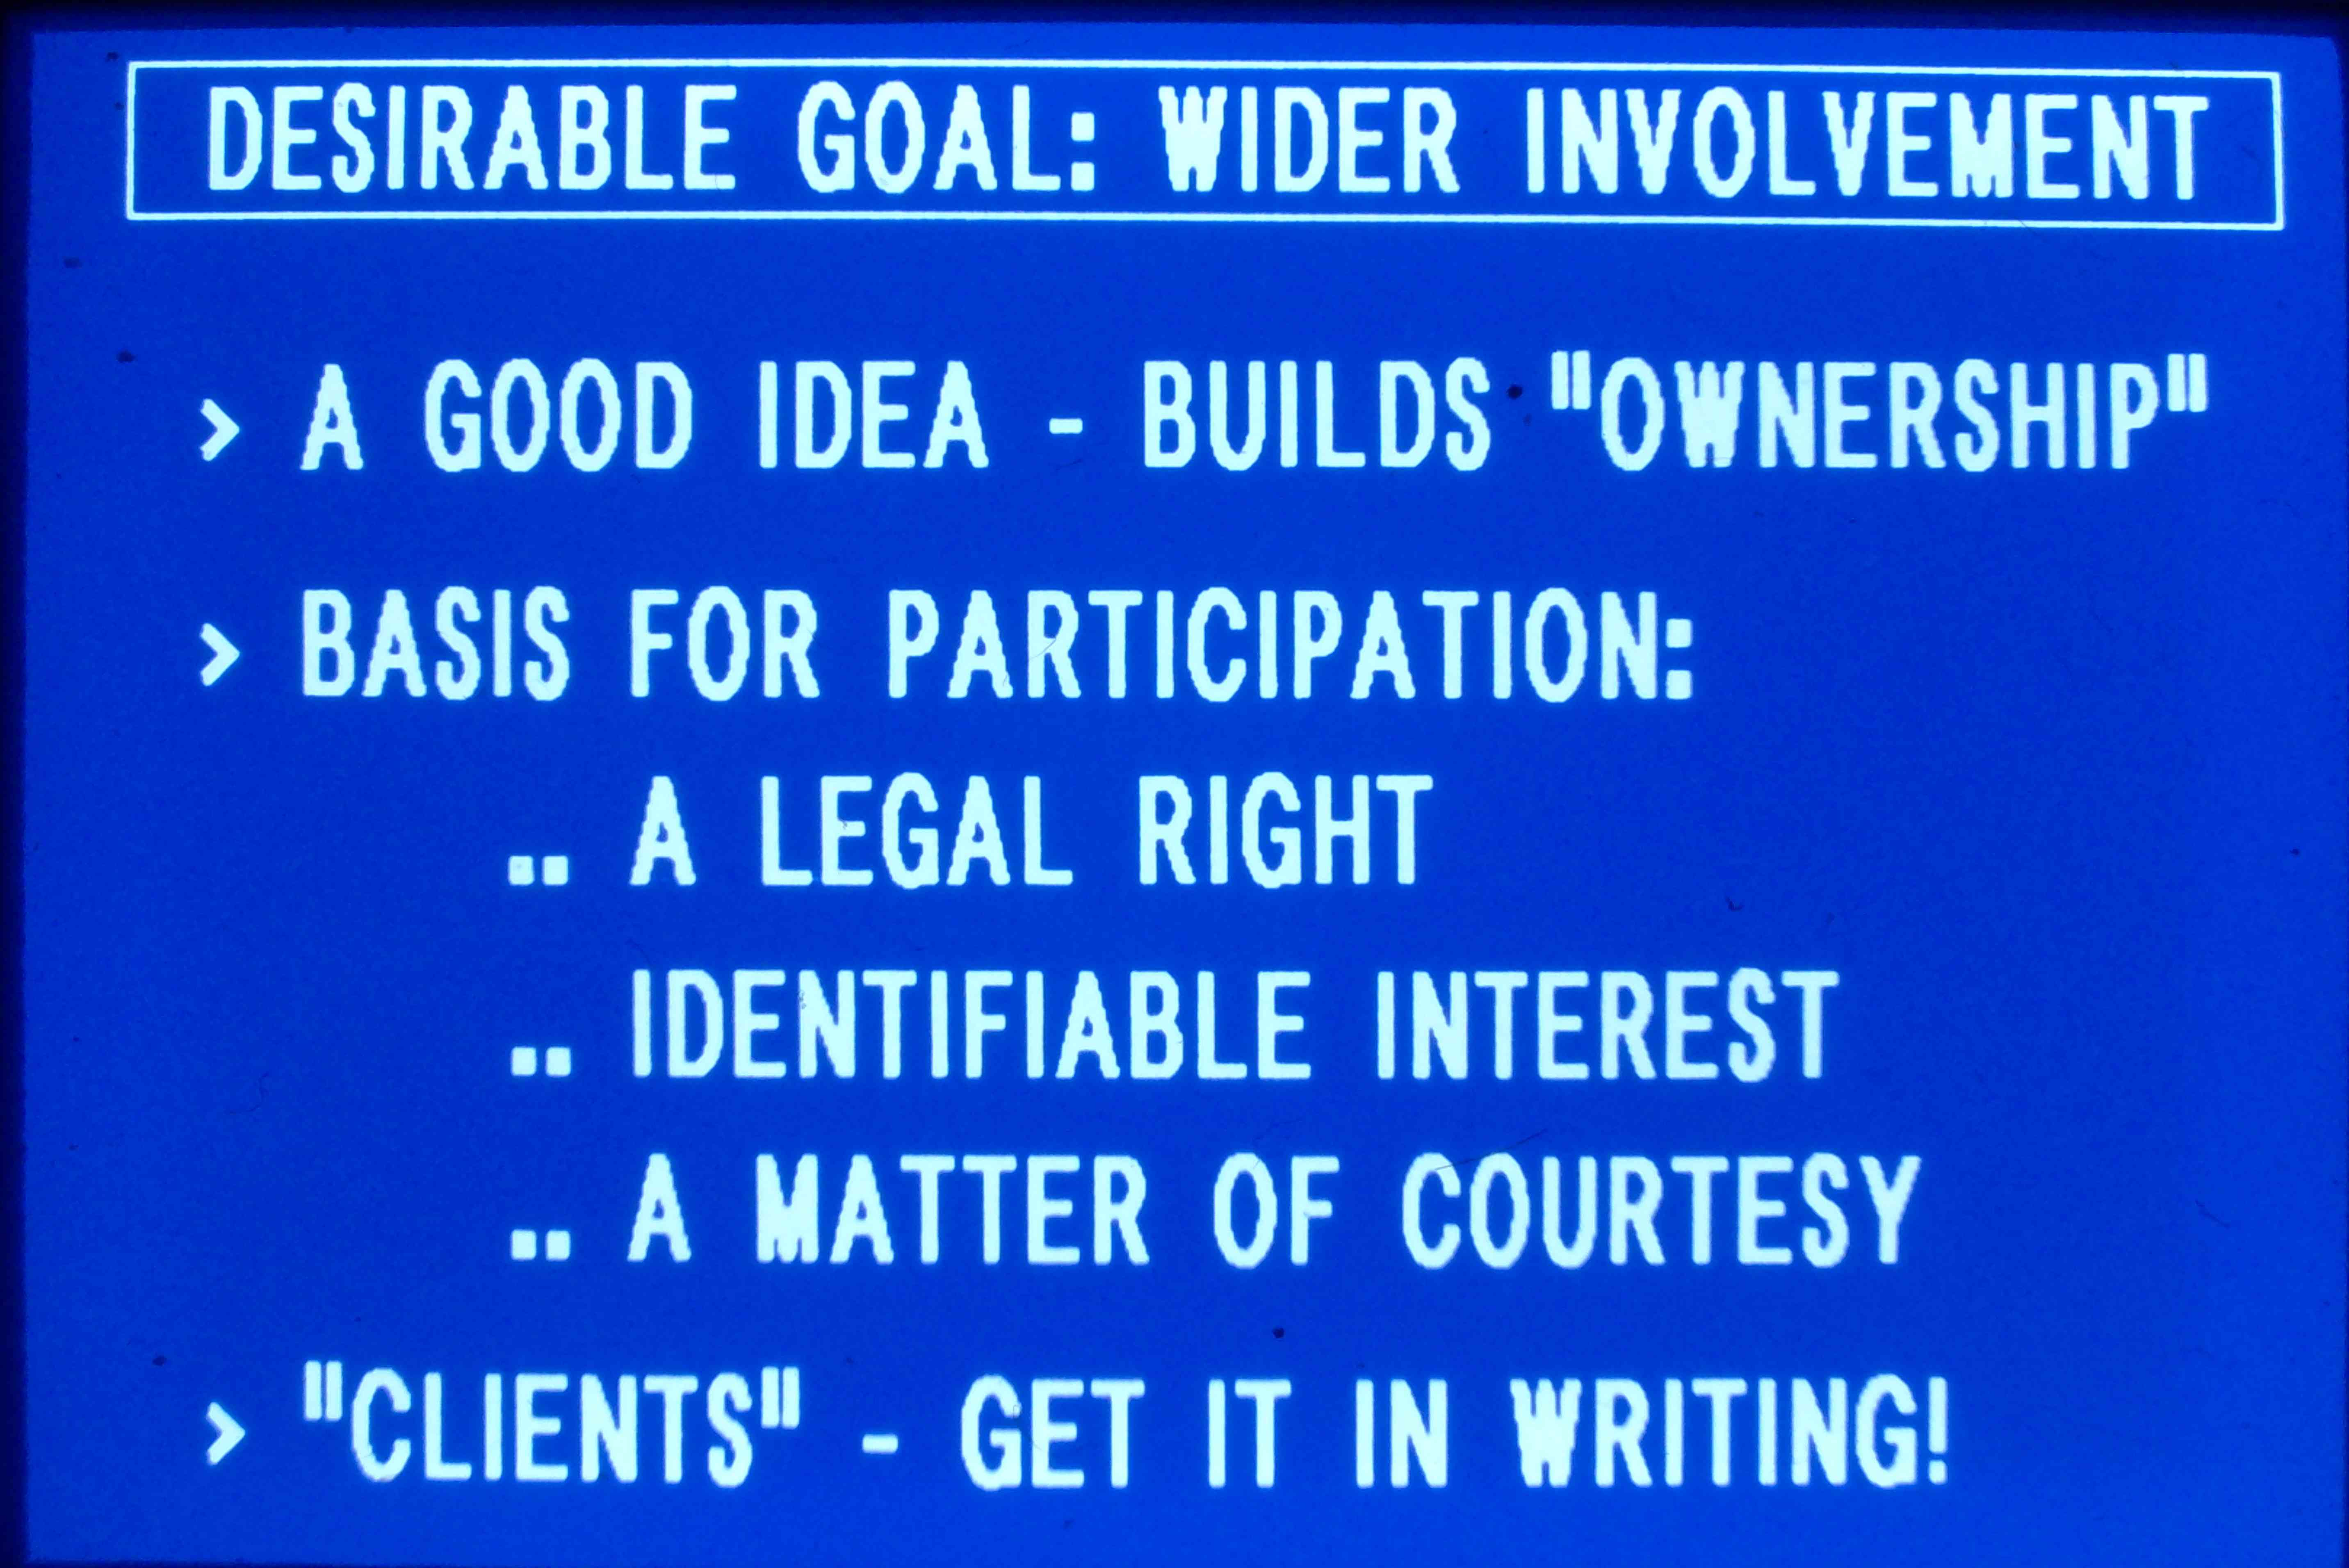 DESIRABLE GOAL: WIDER INVOLVEMENT
> A GOOD IDEA - BUILDS "OWNERSHIP"
> BASIS FOR PARTICIPATION:
.. A LEGAL RIGHT
.. IDENTIFIABLE INTEREST
.. A MATTER OF COURTESY
> "CLIENTS" - GET IT IN WRITING!